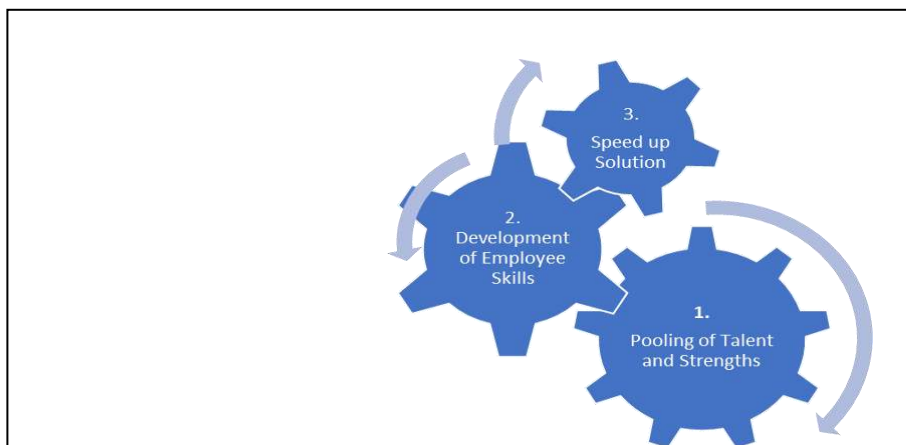 3.
Speed up
Solution
2.
Development
of Employee
Skills
1.
Pooling of Talent
and Strengths